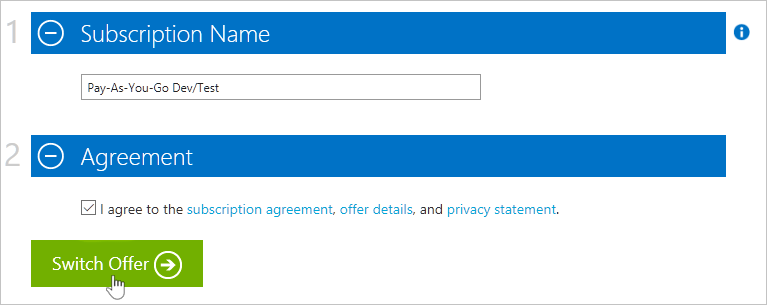 1 Subscription Name
Pay-As-You-Go Dev/Test
2 Agreement
I agree to the subscription agreement, offer details, and privacy statement.
Switch Offer